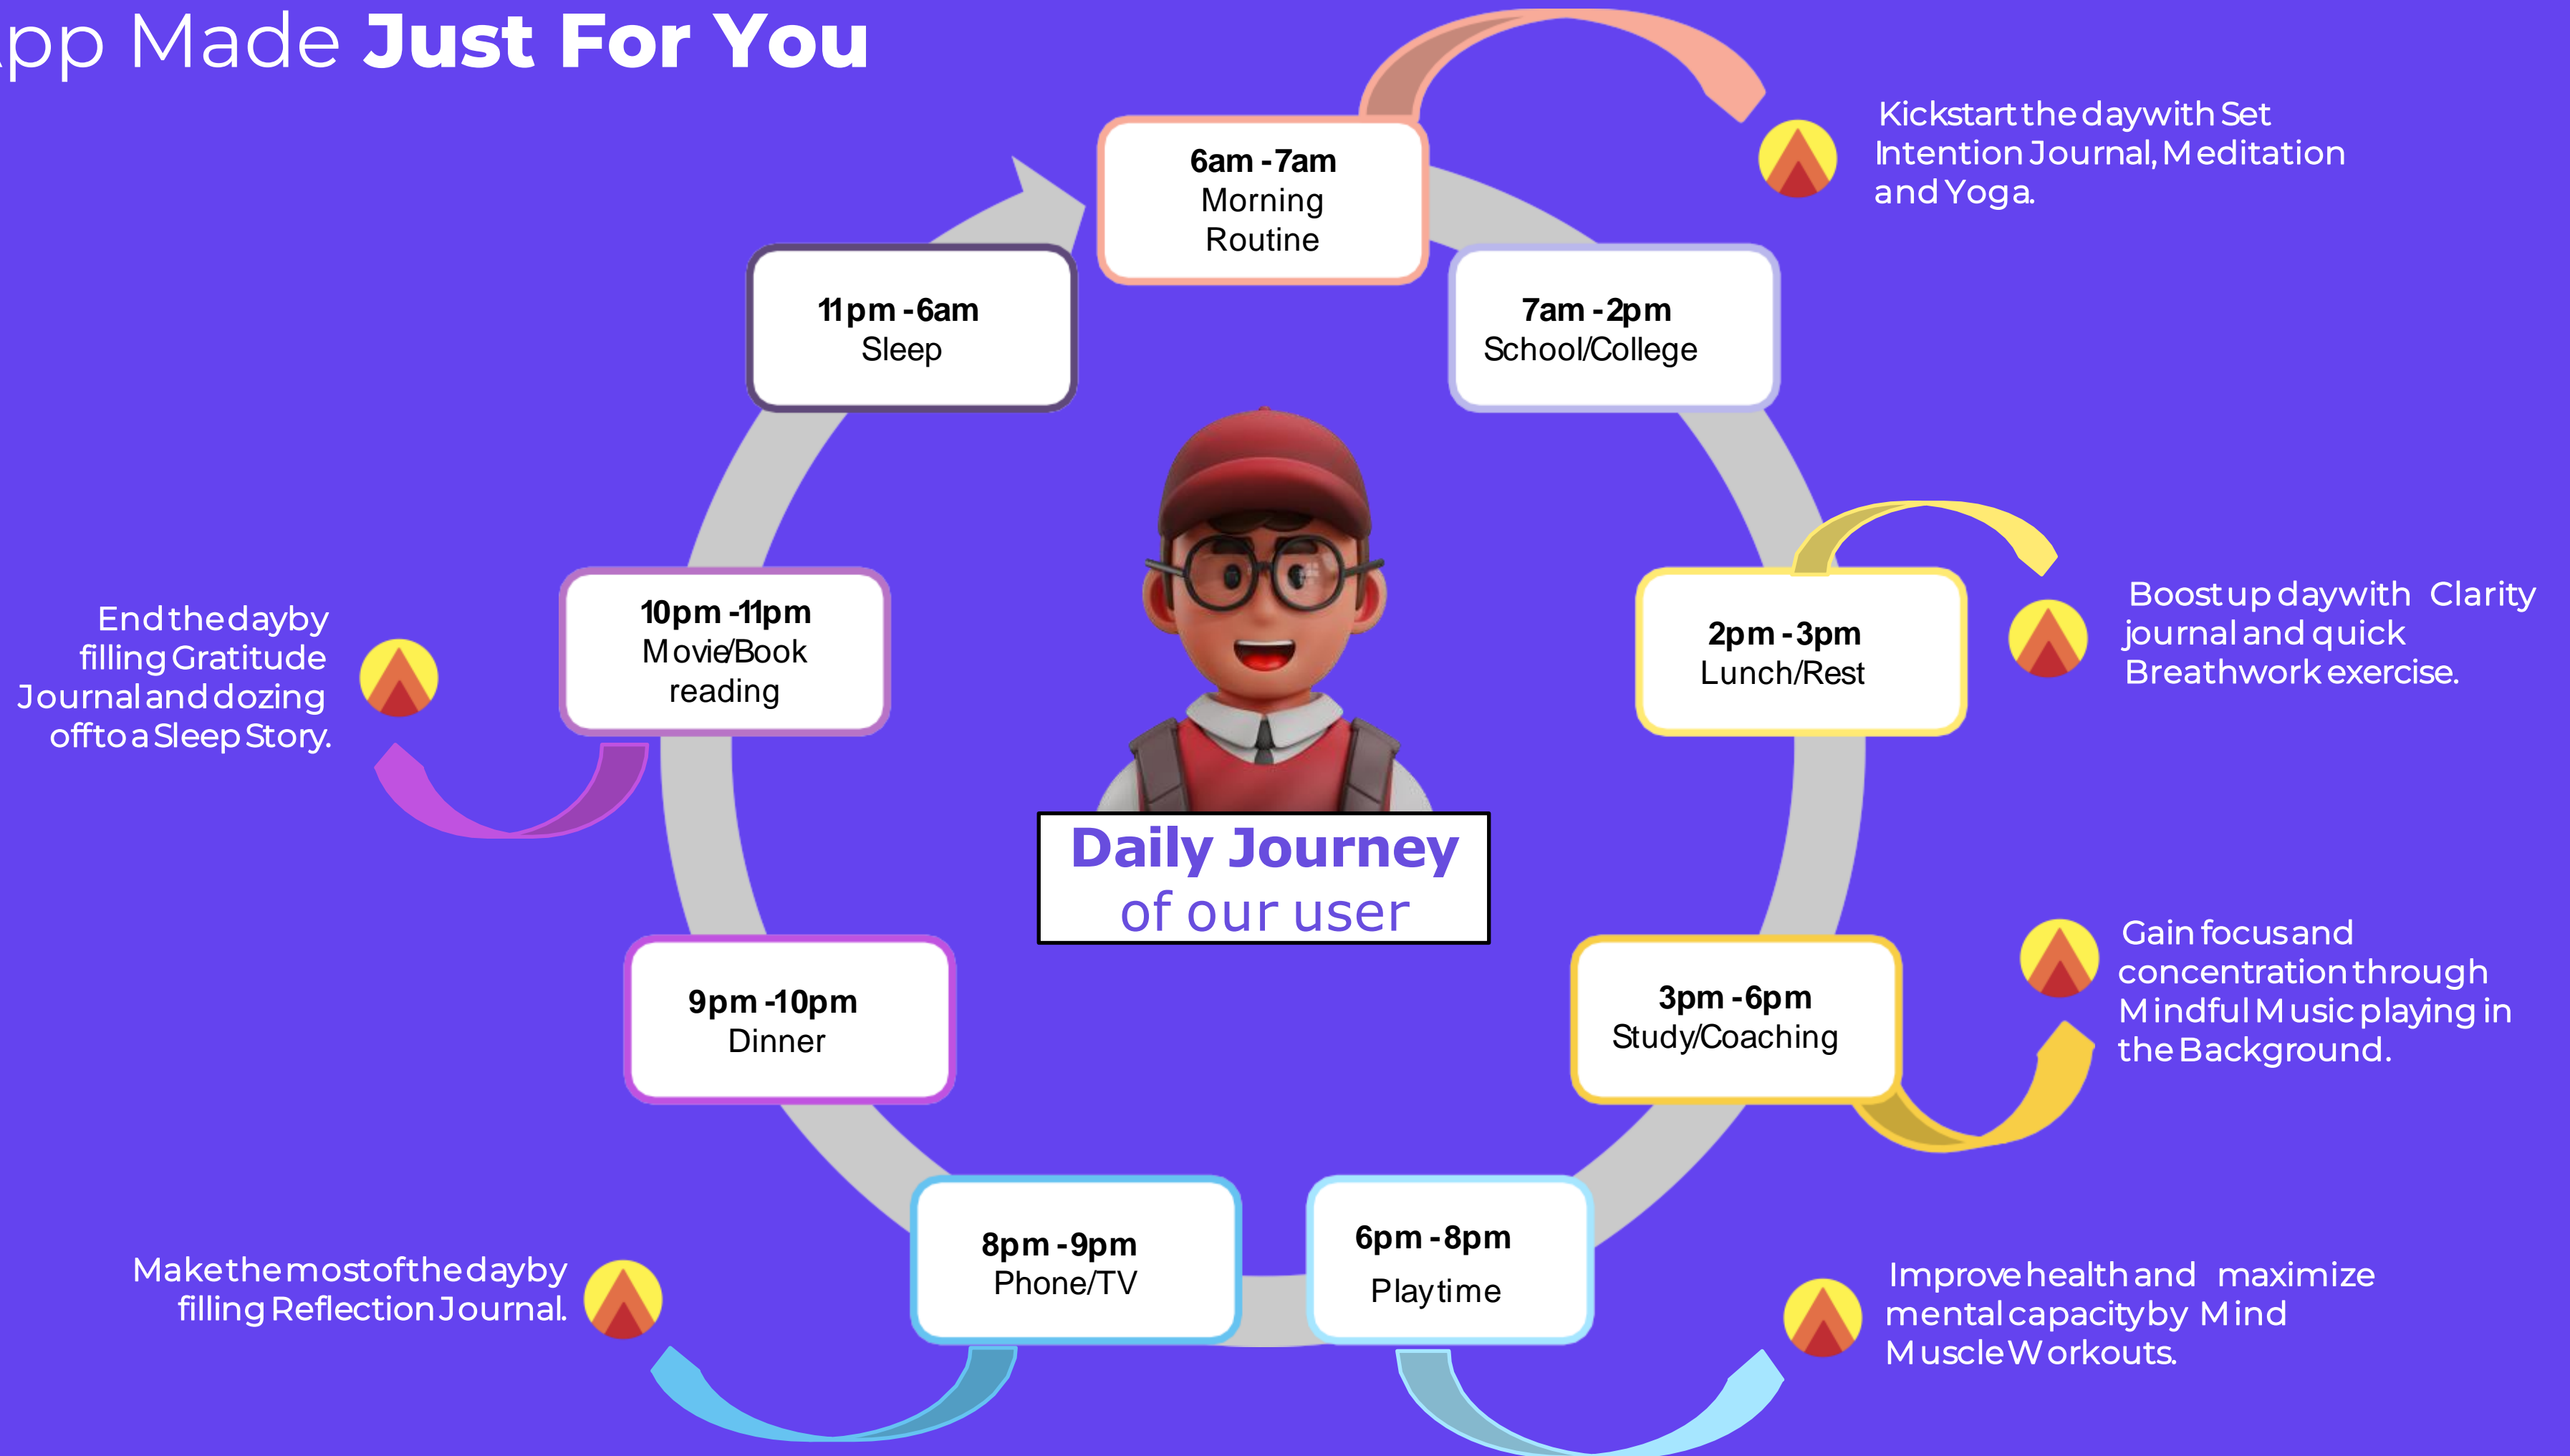 pp Made Just For You
Kickstart the day with Set
Intention Journal, Meditation
and Yoga.
6am - 7am
Morning
Routine
7am - 2pm
School/College
11pm - 6am
Sleep
Boost up day with Clarity
journal and quick
Breathwork exercise.
2pm - 3pm
Lunch/Rest
10pm - 11pm
Movie/Book
reading
End the day by
filling Gratitude
Journal and dozing
off to a Sleep Story.
Daily Journey
of our user
Gain focus and
concentration through
Mindful Music playing in
the Background.
3pm - 6pm
Study/Coaching
9pm - 10pm
Dinner
6pm - 8pm
Playtime
8pm - 9pm
Phone/TV
Improve health and maximize
mental capacity by Mind
Muscle Workouts.
Make the most of the day by
filling Reflection Journal.